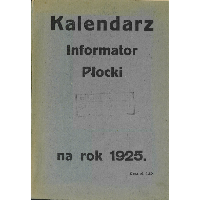 Kalendarz
Informator
Płocki
na rok 1925.